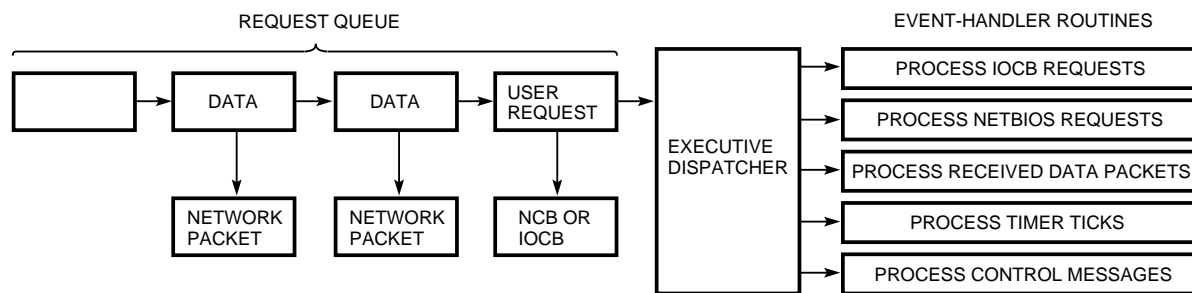 REQUEST QUEUE
EVENT-HANDLER ROUTINES
DATA
DATA
USER
REQUEST
NETWORK
PACKET
NETWORK
PACKET
NCB OR
IOCB
EXECUTIVE
DISPATCHER
PROCESS IOCB REQUESTS
PROCESS NETBIOS REQUESTS
PROCESS RECEIVED DATA PACKETS
PROCESS TIMER TICKS
PROCESS CONTROL MESSAGES